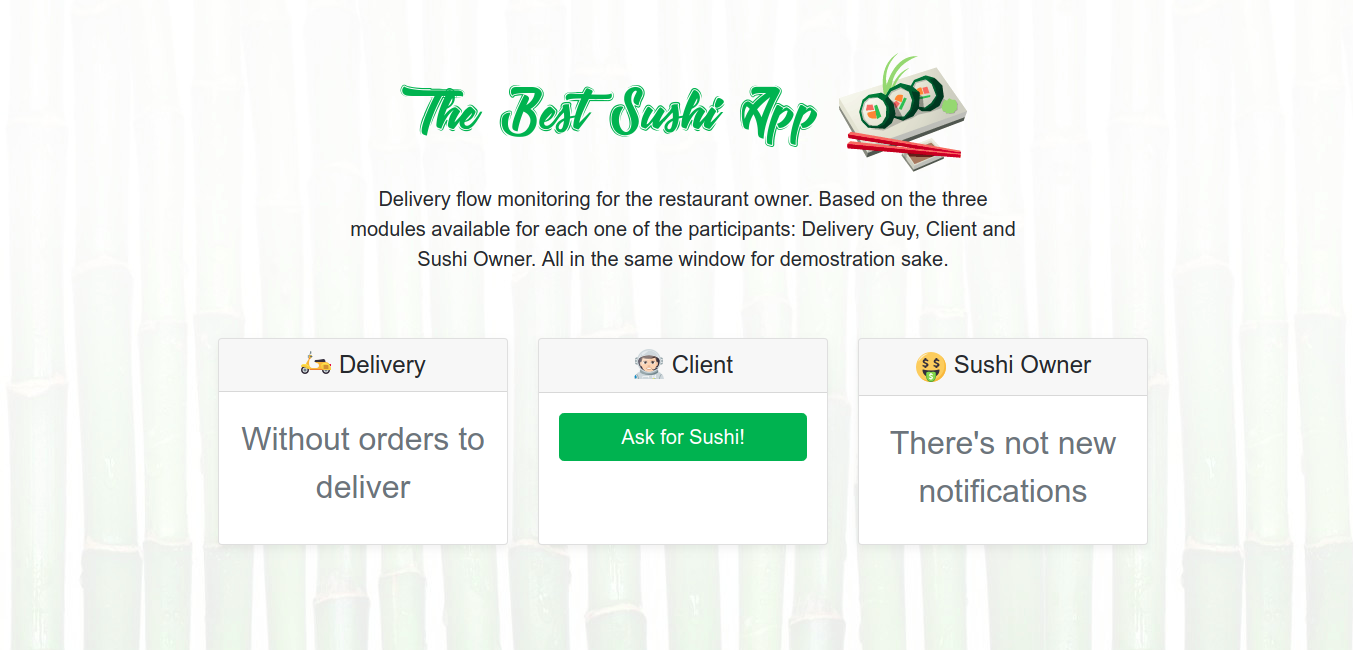 The Best Sushi App
Delivery flow monitoring for the restaurant owner. Based on the three
modules available for each one of the participants: Delivery Guy, Client and
Sushi Owner. All in the same window for demostration sake.
Delivery
Without orders to
deliver
Client
Ask for Sushi!
Sushi Owner
There's not new
notifications